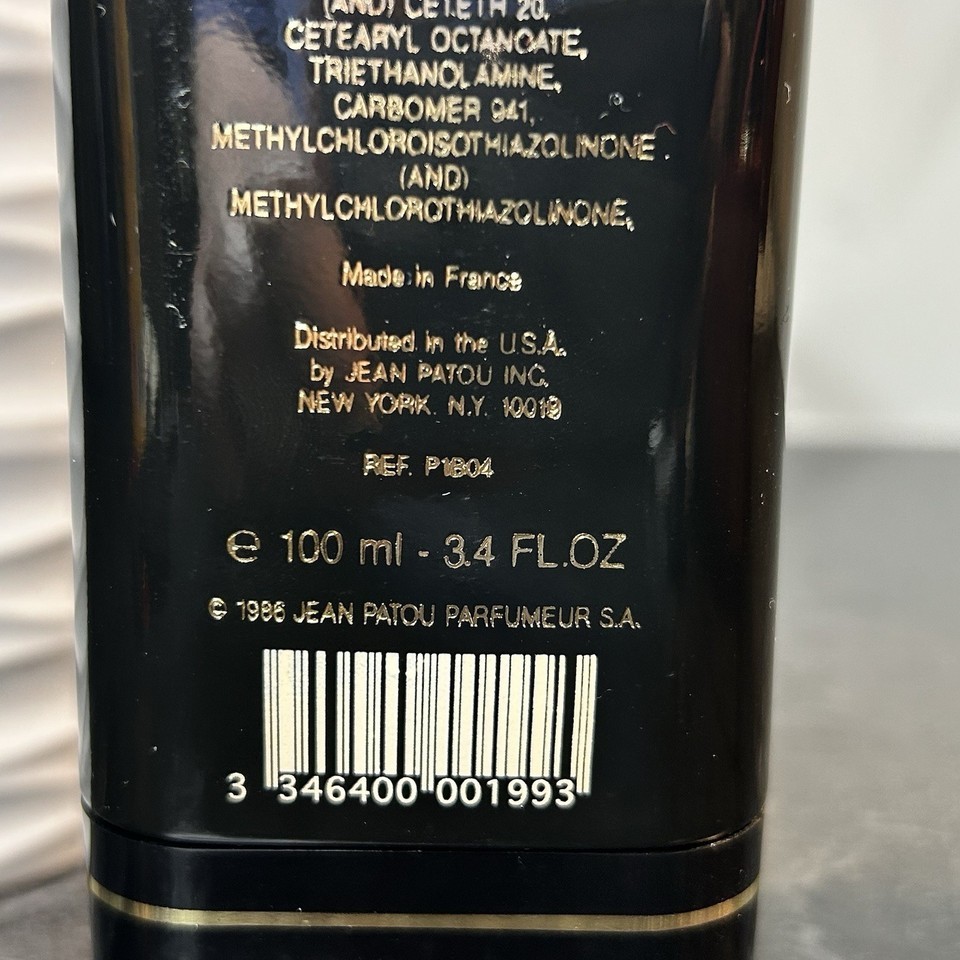 (AND) CETETH 20,
CETEARYL OCTANOATE,
TRIETHANOLAMINE,
CARBOMER 941,
METHYLCHLOROISOTHIAZOLINONE
(AND)
METHYLCHLOROTHIAZOLINONE,
Made in France
Distributed in the U.S.A.
by JEAN PATOU INC.
NEW YORK N.Y. 10019
REF. P1B04
℮ 100 ml - 3.4 FL.OZ
© 1986 JEAN PATOU PARFUMEUR S.A.
3 346400 001993